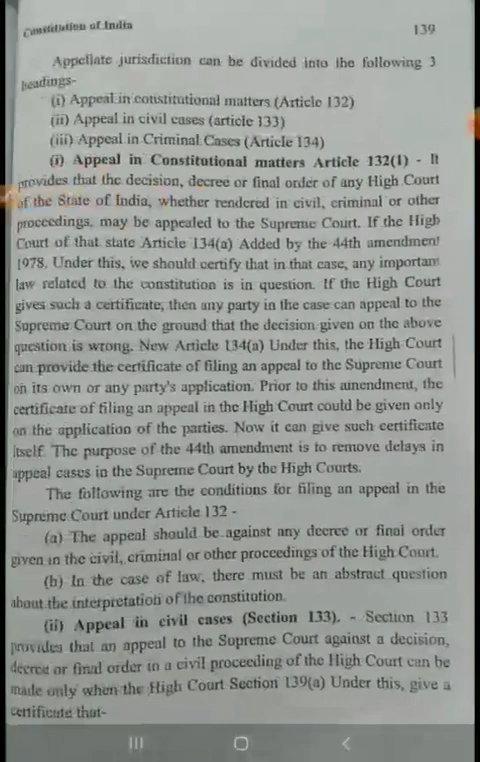 Constitution of India
139
Appellate jurisdiction can be divided into the following 3
headings-
(i) Appeal in constitutional matters (Article 132)
(ii) Appeal in civil cases (article 133)
(iii) Appeal in Criminal Cases (Article 134)
(i) Appeal in Constitutional matters Article 132(1) - It
provides that the decision, decree or final order of any High Court
of the State of India, whether rendered in civil, criminal or other
proceedings, may be appealed to the Supreme Court. If the High
Court of that state Article 134(a) Added by the 44th amendment
1978. Under this, we should certify that in that case, any important
law related to the constitution is in question. If the High Court
gives such a certificate, then any party in the case can appeal to the
Supreme Court on the ground that the decision given on the above
question is wrong. New Article 134(a) Under this, the High Court
can provide the certificate of filing an appeal to the Supreme Court
on its own or any party's application. Prior to this amendment, the
certificate of filing an appeal in the High Court could be given only
on the application of the parties. Now it can give such certificate
itself. The purpose of the 44th amendment is to remove delays in
appeal cases in the Supreme Court by the High Courts.
The following are the conditions for filing an appeal in the
Supreme Court under Article 132 -
(a) The appeal should be against any decree or final order
given in the civil, criminal or other proceedings of the High Court.
(b) In the case of law, there must be an abstract question
about the interpretation of the constitution.
(ii) Appeal in civil cases (Section 133). - Section 133
provides that an appeal to the Supreme Court against a decision,
decree or final order in a civil proceeding of the High Court can be
made only when the High Court Section 139(a) Under this, give a
certificate that-